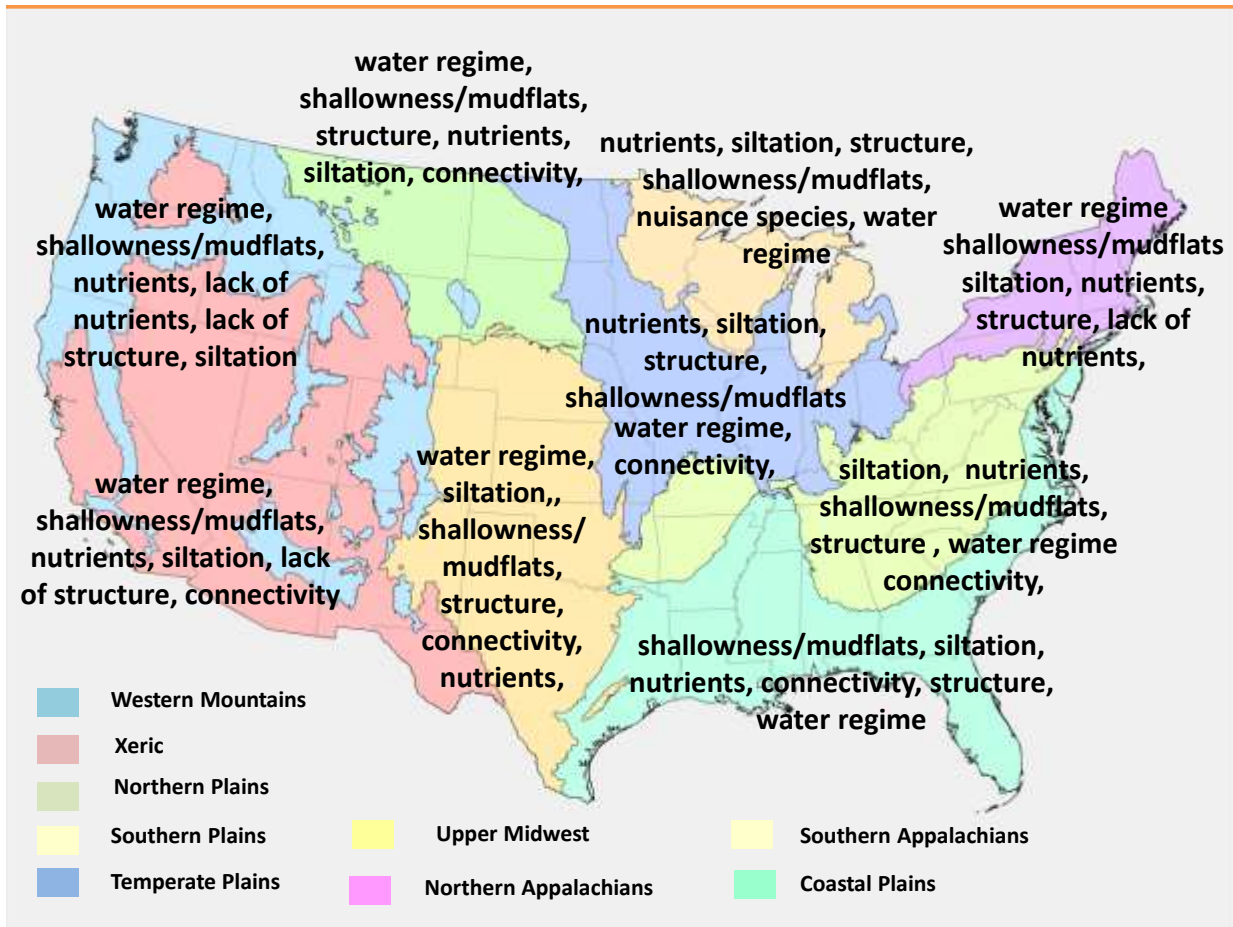 water regime,
shallowness/mudflats,
structure, nutrients,
siltation, connectivity,
nutrients, siltation, structure,
shallowness/mudflats,
nuisance species, water
regime
water regime,
shallowness/mudflats,
nutrients, lack of
nutrients, lack of
structure, siltation
water regime
shallowness/mudflats
siltation, nutrients,
structure, lack of
nutrients,
nutrients, siltation,
structure,
shallowness/mudflats
water regime,
connectivity,
water regime,
shallowness/mudflats,
nutrients, siltation, lack
of structure, connectivity
water regime,
siltation,,
shallowness/
mudflats,
structure,
connectivity,
nutrients,
siltation, nutrients,
shallowness/mudflats,
structure , water regime
connectivity,
shallowness/mudflats, siltation,
nutrients, connectivity, structure,
water regime
Western Mountains
Xeric
Northern Plains
Southern Plains
Temperate Plains
Upper Midwest
Northern Appalachians
Southern Appalachians
Coastal Plains